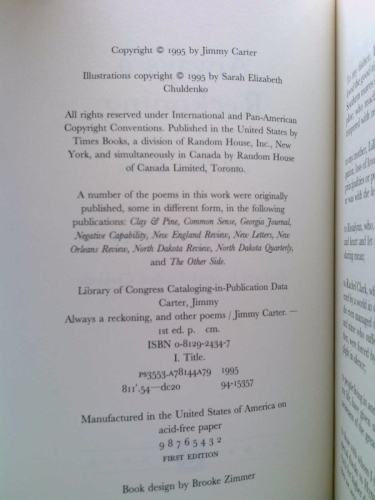 Copyright © 1995 by Jimmy Carter
Illustrations copyright © 1995 by Sarah Elizabeth
Chuldenko
All rights reserved under International and Pan-American
Copyright Conventions. Published in the United States by
Times Books, a division of Random House, Inc., New
York, and simultaneously in Canada by Random House
of Canada Limited, Toronto.
A number of the poems in this work were originally
published, some in different form, in the following
publications: Clay & Pine, Common Sense, Georgia Journal,
Negative Capability, New England Review, New Letters, New
Orleans Review, North Dakota Review, North Dakota Quarterly,
and The Other Side.
Library of Congress Cataloging-in-Publication Data
Carter, Jimmy
Always a reckoning, and other poems / Jimmy Carter. —
1st ed. p. cm.
ISBN 0-8129-2434-7
I. Title.
PS3553.A78144A79 1995
811'.54—dc20 94-15357
Manufactured in the United States of America on
acid-free paper
9 8 7 6 5 4 3 2
FIRST EDITION
Book design by Brooke Zimmer